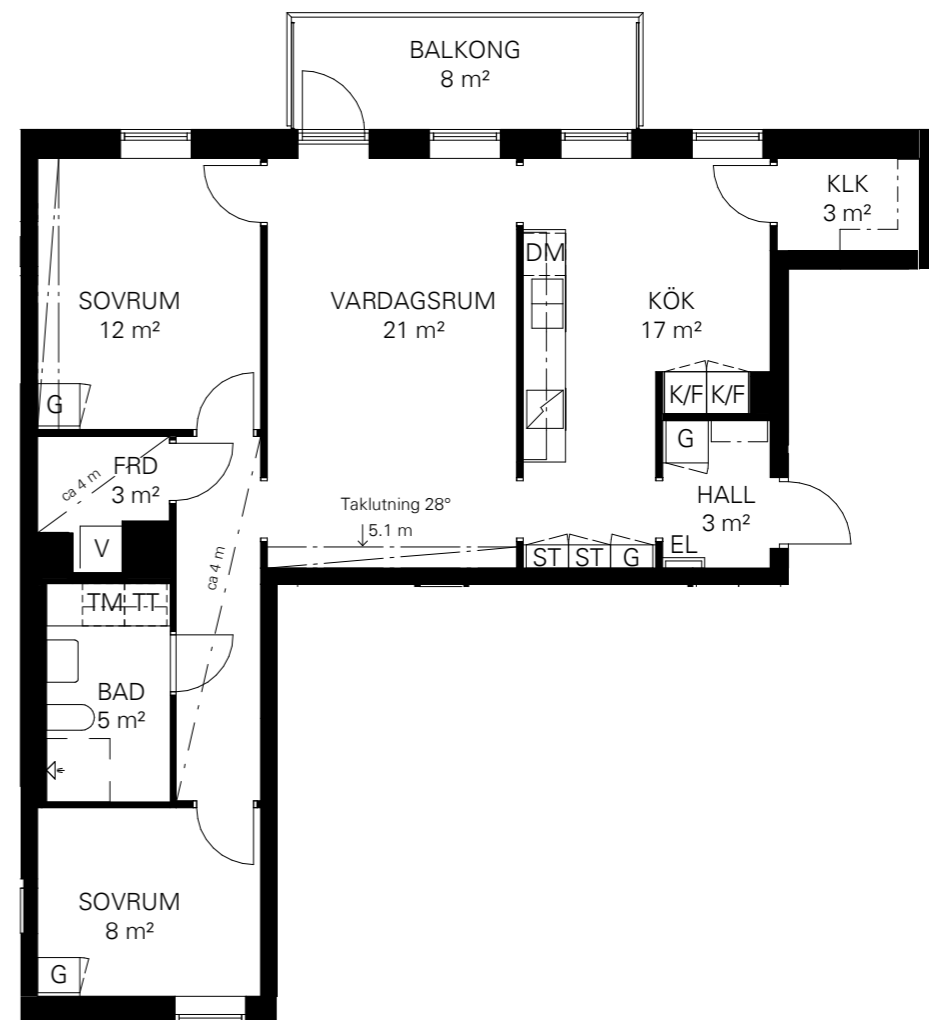 BALKONG
8 m²
KLK
3 m²
DM
SOVRUM
12 m²
VARDAGSRUM
21 m²
KÖK
17 m²
K/F K/F
G
G
FRD
3 m²
ca 4 m
HALL
3 m²
Taklutning 28°
5.1 m
V
EL
ST ST G
ca 4 m
TM TT
BAD
5 m²
SOVRUM
8 m²
G